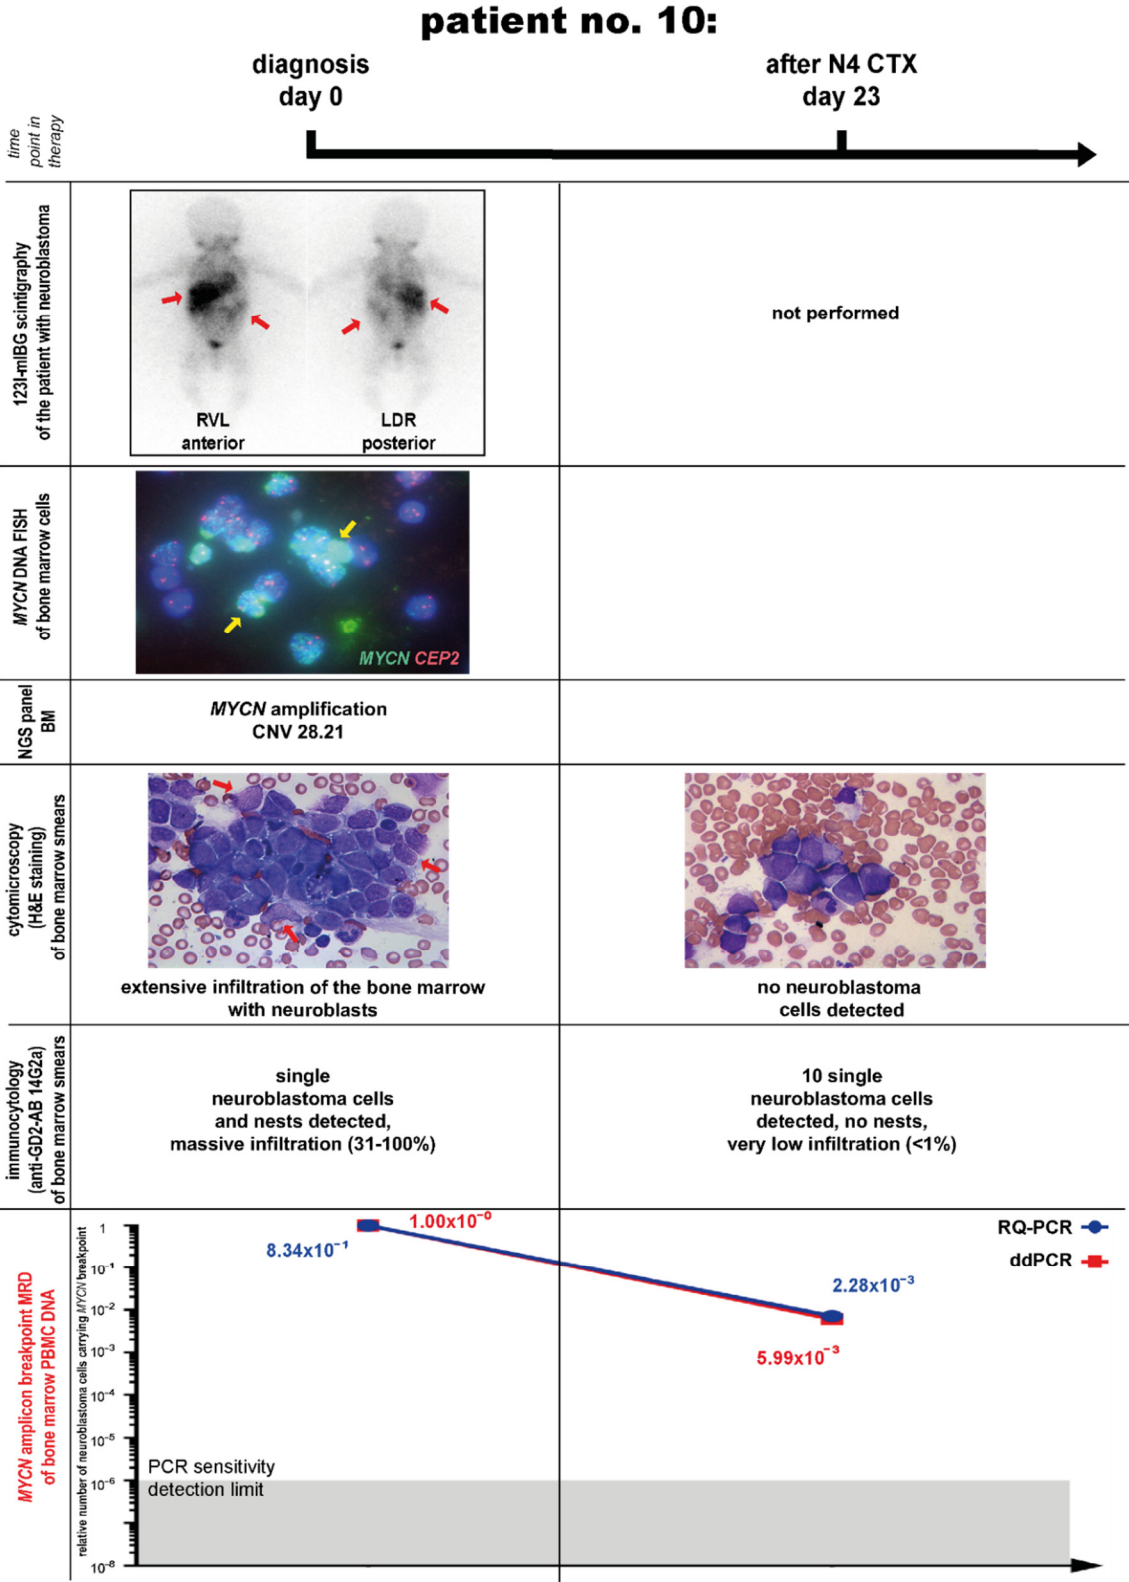 patient no. 10:
diagnosis
day 0
after N4 CTX
day 23
time
point in
therapy
123I-mIBG scintigraphy
of the patient with neuroblastoma
RVL
anterior
LDR
posterior
not performed
MYCN DNA FISH
of bone marrow cells
MYCN CEP2
NGS panel
BM
MYCN amplification
CNV 28.21
cytomicroscopy
(H&E staining)
of bone marrow smears
extensive infiltration of the bone marrow
with neuroblasts
no neuroblastoma
cells detected
immunocytology
(anti-GD2-AB 14G2a)
of bone marrow smears
single
neuroblastoma cells
and nests detected,
massive infiltration (31-100%)
10 single
neuroblastoma cells
detected, no nests,
very low infiltration (<1%)
MYCN amplicon breakpoint MRD
of bone marrow PBMC DNA
relative number of neuroblastoma cells carrying MYCN breakpoint
1
10⁻¹
10⁻²
10⁻³
10⁻⁴
10⁻⁵
10⁻⁶
10⁻⁸
1.00x10⁻⁰
8.34x10⁻¹
RQ-PCR
ddPCR
2.28x10⁻³
5.99x10⁻³
PCR sensitivity
detection limit